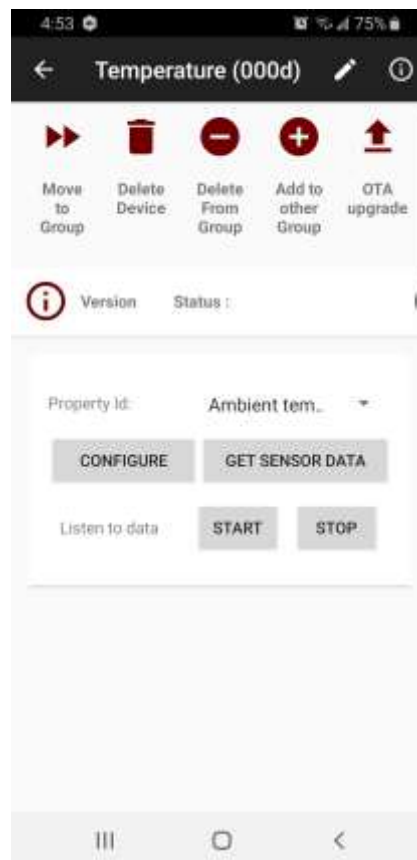 4:53 75%
Temperature (000d)
Move to Group
Delete Device
Delete From Group
Add to other Group
OTA upgrade
Version Status :
Property Id: Ambient tem..
CONFIGURE GET SENSOR DATA
Listen to data START STOP